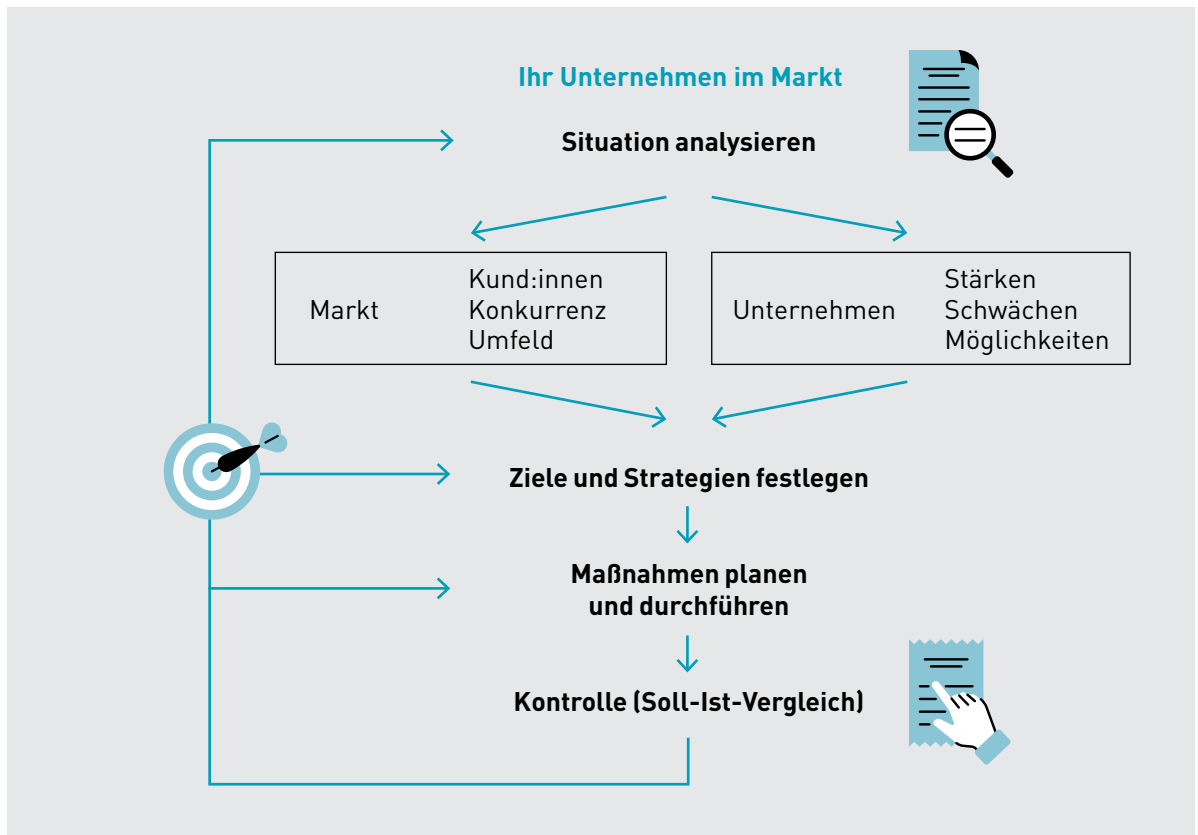 Ihr Unternehmen im Markt
Situation analysieren
Markt
Kund:innen
Konkurrenz
Umfeld
Unternehmen
Stärken
Schwächen
Möglichkeiten
Ziele und Strategien festlegen
Maßnahmen planen
und durchführen
Kontrolle (Soll-Ist-Vergleich)